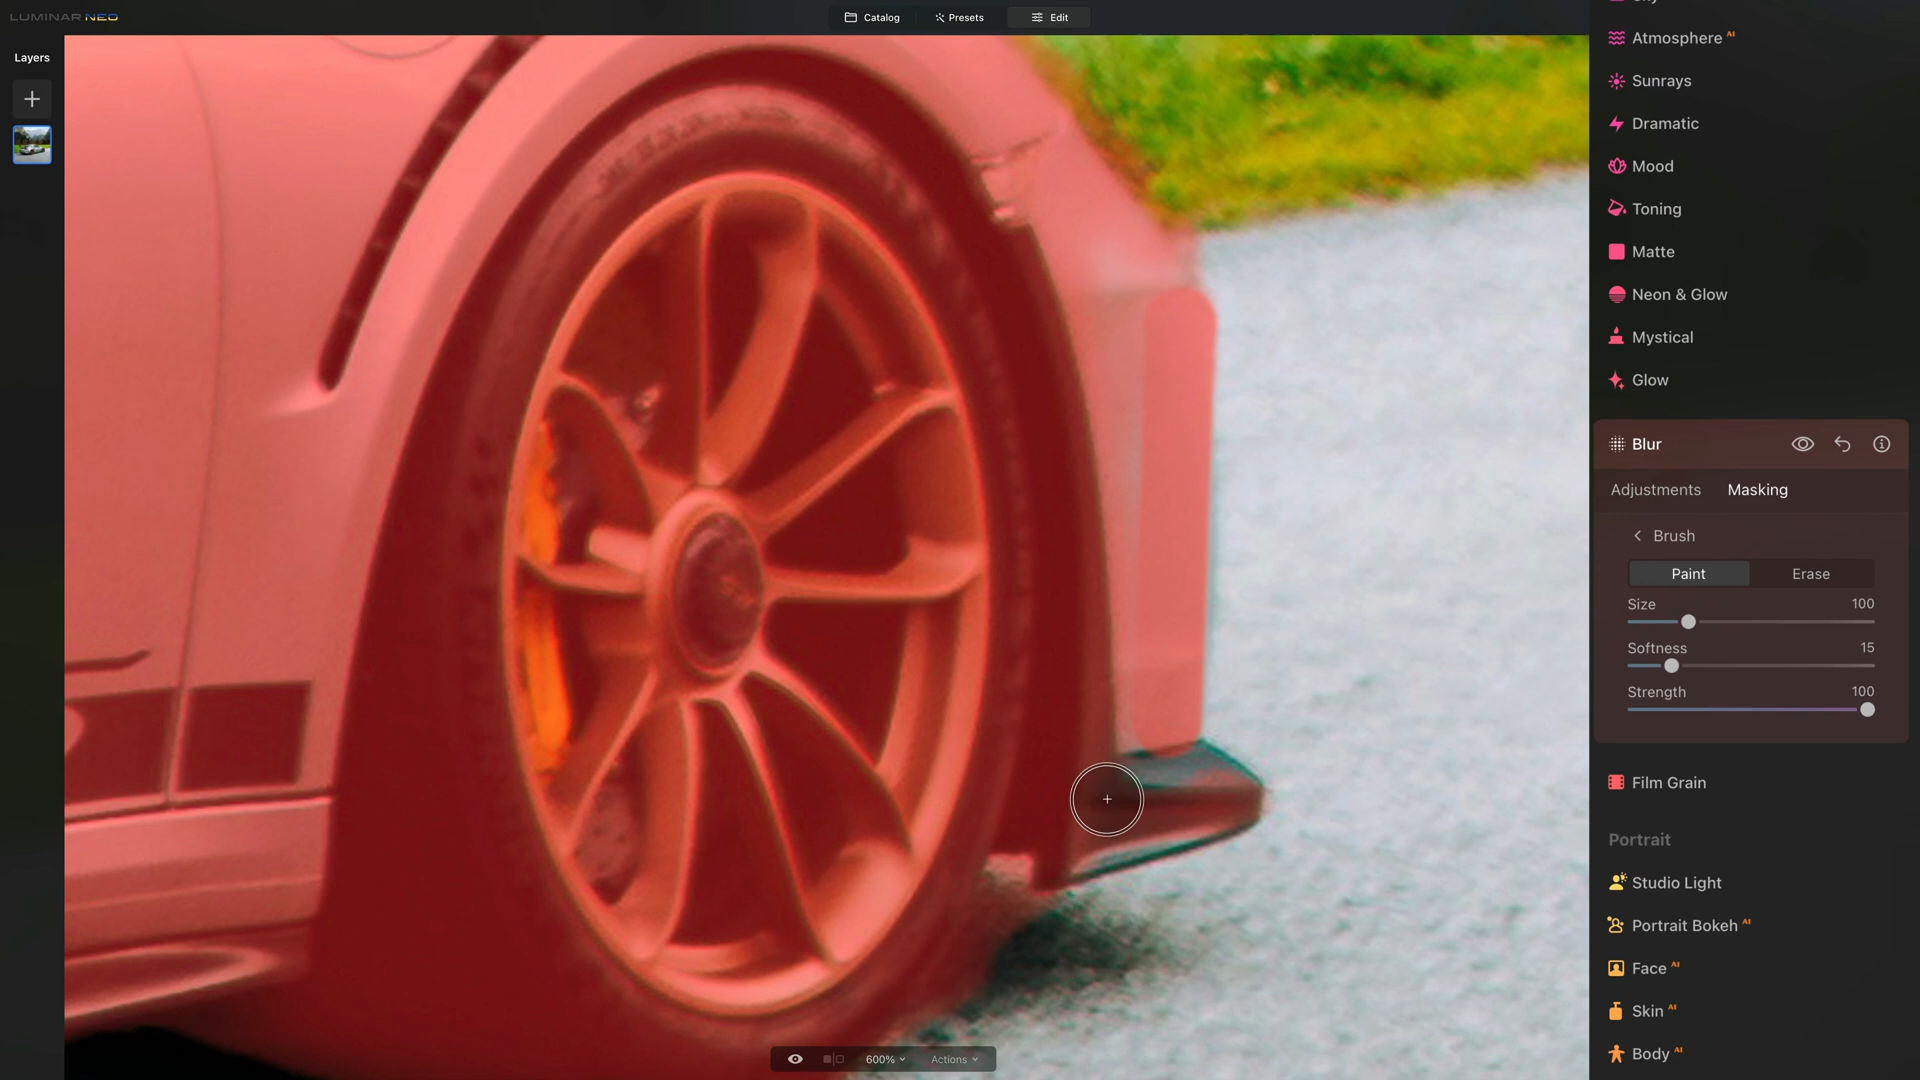 LUMINAR NEO
Catalog
Presets
Edit
Layers
Sky
Atmosphere AI
Sunrays
Dramatic
Mood
Toning
Matte
Neon & Glow
Mystical
Glow
Blur
Adjustments
Masking
Brush
Paint
Erase
Size
100
Softness
15
Strength
100
Film Grain
Portrait
Studio Light
Portrait Bokeh AI
Face AI
Skin AI
Body AI
600%
Actions